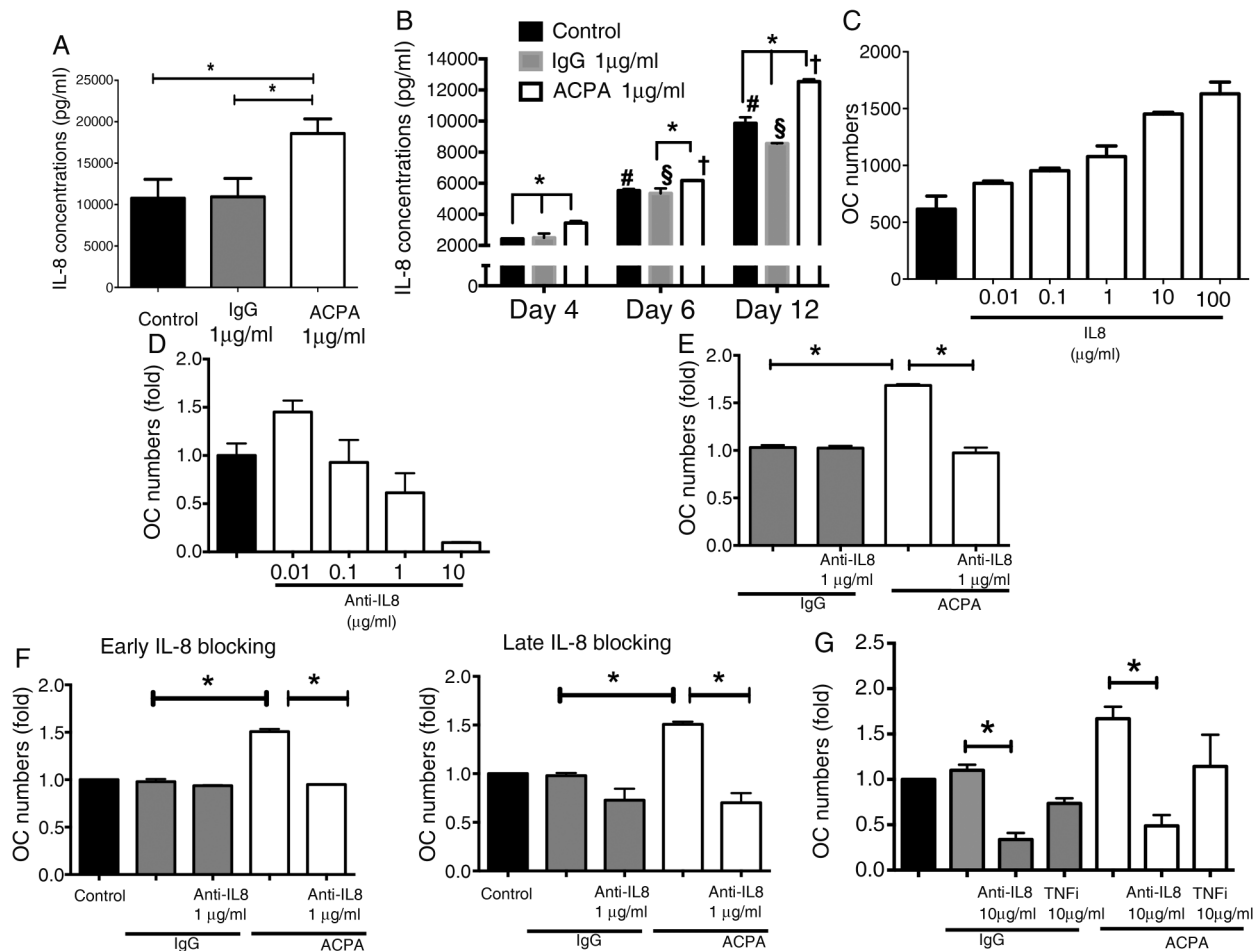 A
IL-8 concentrations (pg/ml)
25000
20000
15000
10000
5000
0
*
*
Control
IgG
1μg/ml
ACPA
1μg/ml
B
IL-8 concentrations (pg/ml)
14000
12000
10000
8000
6000
4000
2000
0
Control
IgG 1μg/ml
ACPA 1μg/ml
*
# § * †
# § * †
Day 4 Day 6 Day 12
C
OC numbers
2000
1500
1000
500
0
0.01 0.1 1 10 100
IL8
(μg/ml)
D
OC numbers (fold)
2.0
1.5
1.0
0.5
0.0
0.01 0.1 1 10
Anti-IL8
(μg/ml)
E
OC numbers (fold)
2.0
1.5
1.0
0.5
0.0
* *
Anti-IL8
1 μg/ml
Anti-IL8
1 μg/ml
IgG ACPA
F
Early IL-8 blocking
OC numbers (fold)
2.0
1.5
1.0
0.5
0.0
* *
Control
Anti-IL8
1 μg/ml
Anti-IL8
1 μg/ml
IgG ACPA
Late IL-8 blocking
OC numbers (fold)
2.0
1.5
1.0
0.5
0.0
* *
Control
Anti-IL8
1 μg/ml
Anti-IL8
1 μg/ml
IgG ACPA
G
OC numbers (fold)
2.5
2.0
1.5
1.0
0.5
0.0
* *
Anti-IL8 TNFi Anti-IL8 TNFi
10μg/ml 10μg/ml 10μg/ml 10μg/ml
IgG ACPA